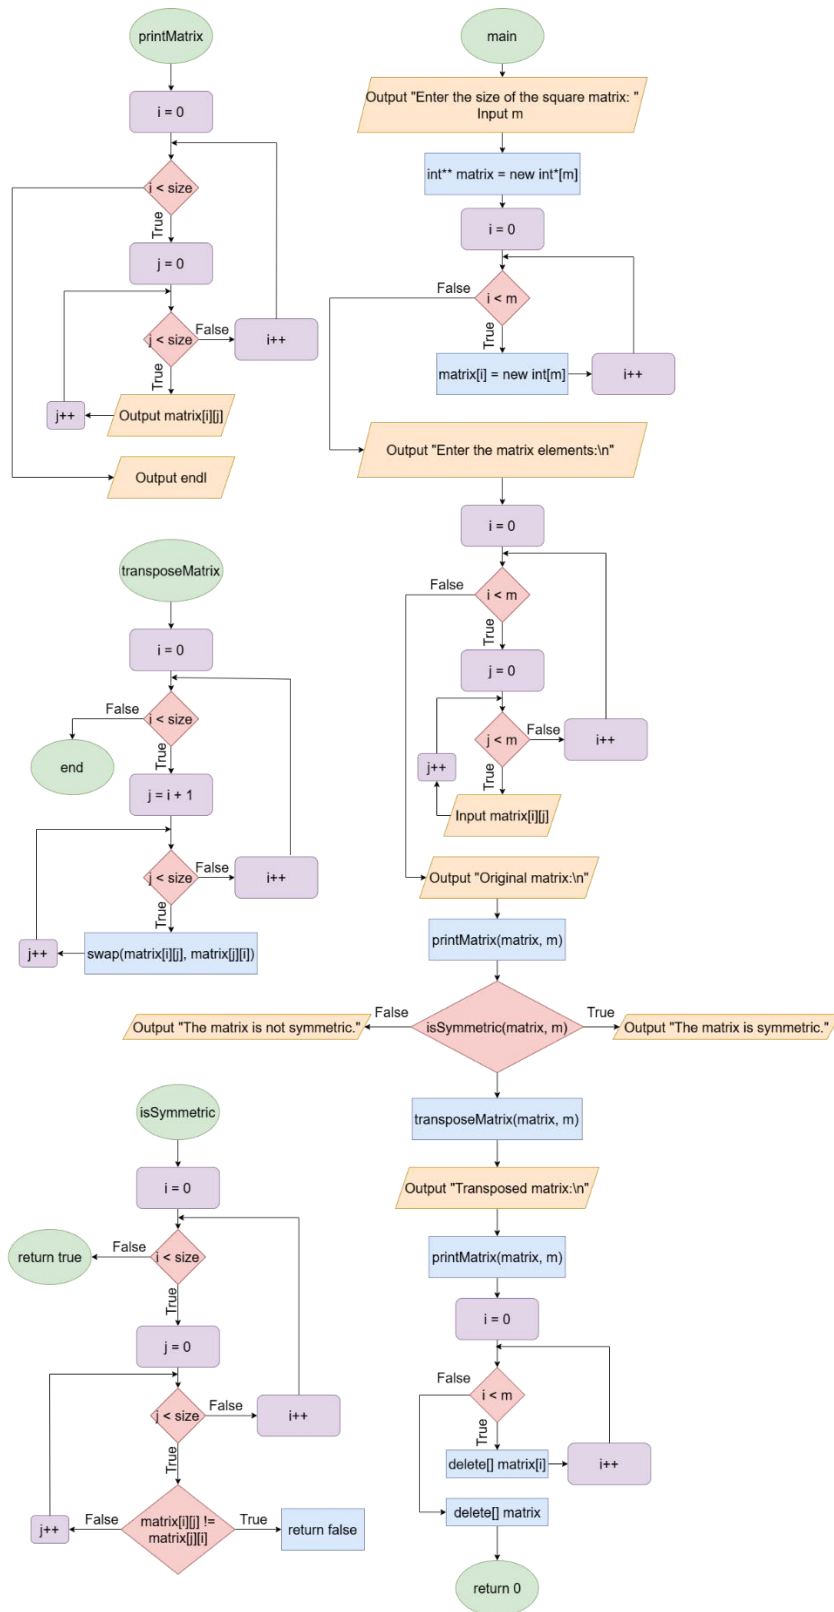 printMatrix
i = 0
i < size
True
j = 0
j < size
False
i++
True
j++
Output matrix[i][j]
Output endl
transposeMatrix
i = 0
False
i < size
end
True
j = i + 1
j < size
False
i++
True
j++
swap(matrix[i][j], matrix[j][i])
isSymmetric
i = 0
return true
False
i < size
True
j = 0
j < size
False
i++
True
j++
False
matrix[i][j] !=
matrix[j][i]
True
return false
main
Output "Enter the size of the square matrix: "
Input m
int** matrix = new int*[m]
i = 0
False
i < m
True
matrix[i] = new int[m]
i++
Output "Enter the matrix elements:\n"
i = 0
False
i < m
True
j = 0
j < m
False
i++
j++
True
Input matrix[i][j]
Output "Original matrix:\n"
printMatrix(matrix, m)
Output "The matrix is not symmetric."
False
isSymmetric(matrix, m)
True
Output "The matrix is symmetric."
transposeMatrix(matrix, m)
Output "Transposed matrix:\n"
printMatrix(matrix, m)
i = 0
False
i < m
True
delete[] matrix[i]
i++
delete[] matrix
return 0